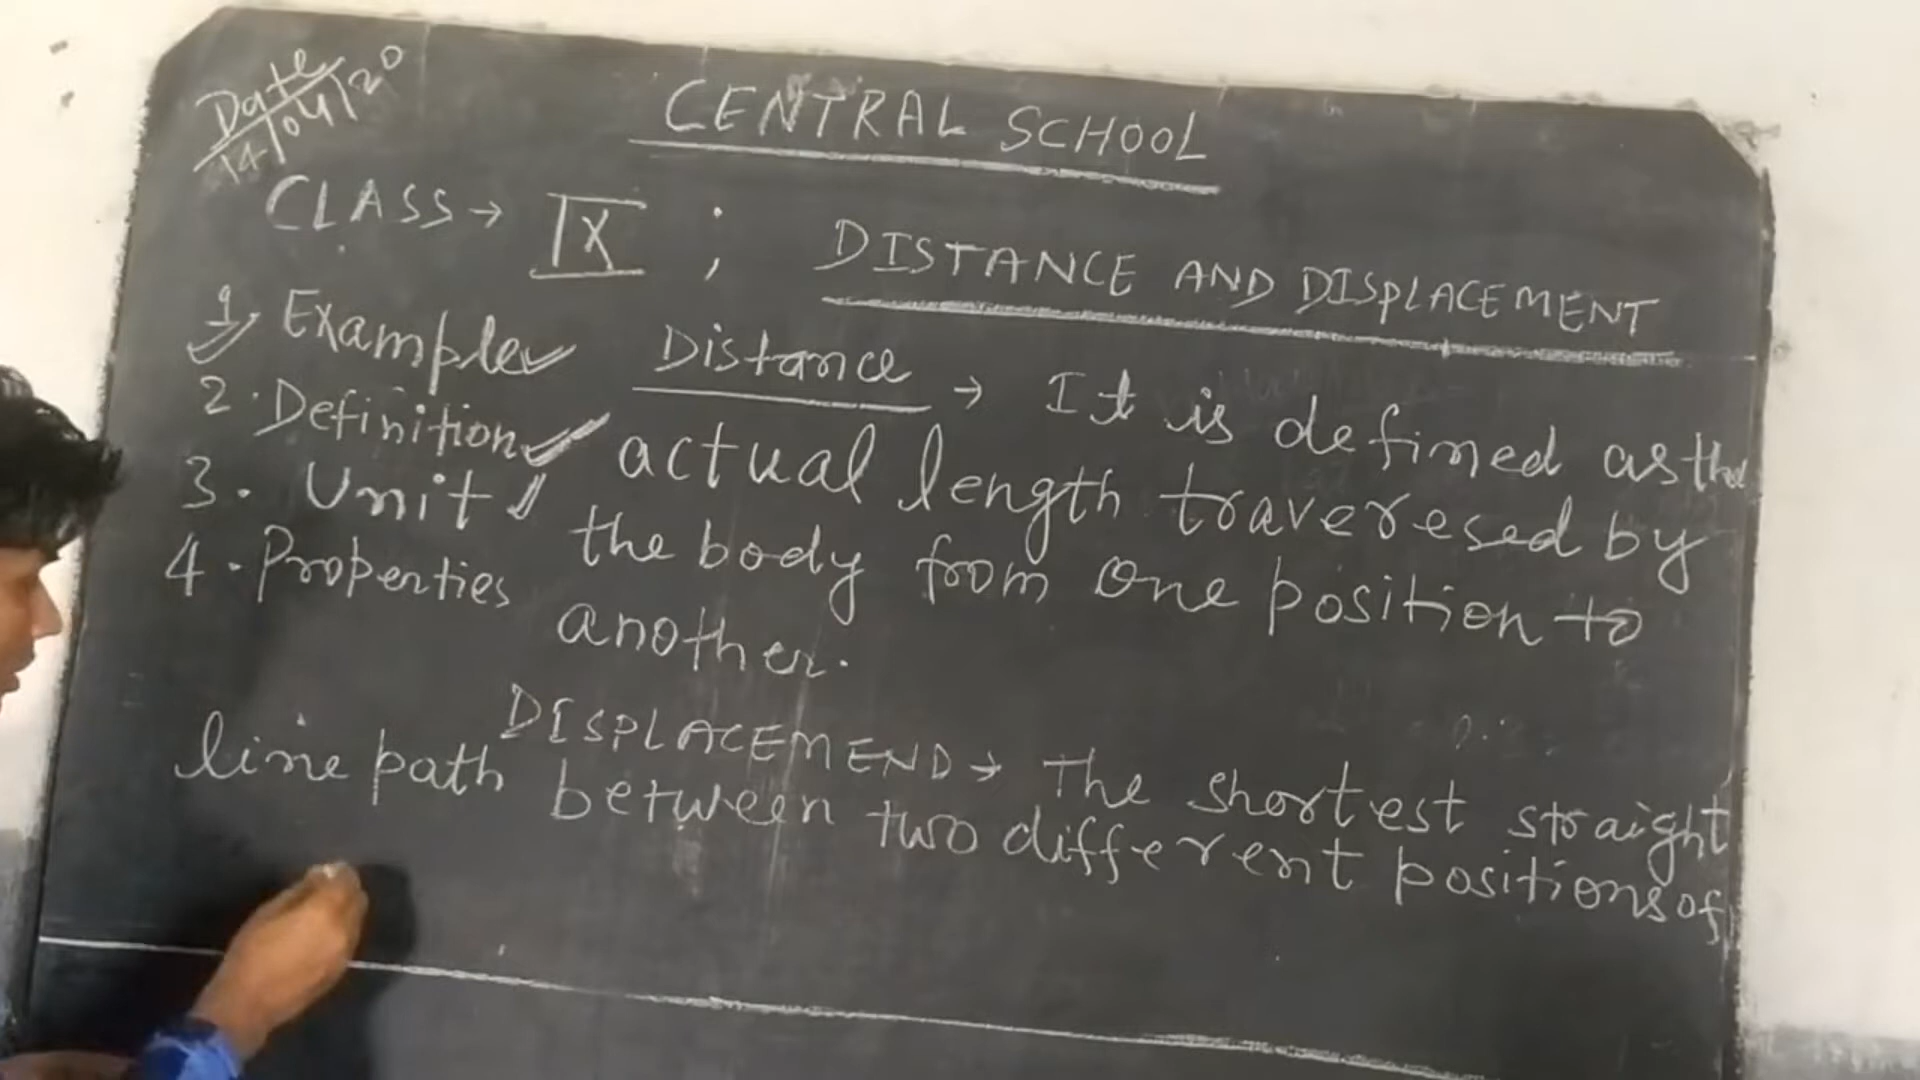 Date
14/04/20
CENTRAL SCHOOL
CLASS → IX ; DISTANCE AND DISPLACEMENT
1. Example
2. Definition
3. Unit
4. Properties
Distance → It is defined as the
actual length traveresed by
the body from one position to
another.
DISPLACEMEND → The shortest straight
line path between two different positions of